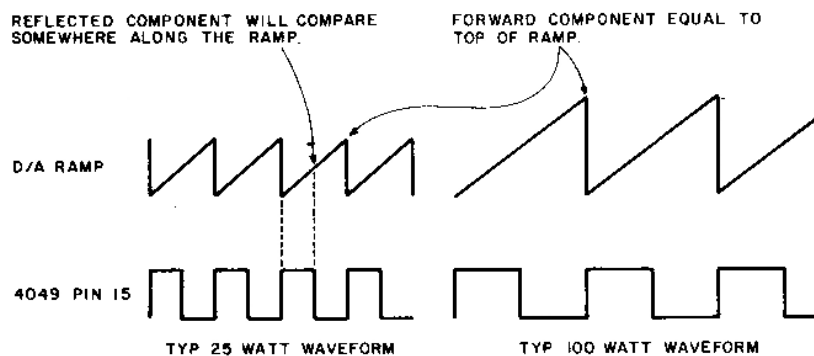 REFLECTED COMPONENT WILL COMPARE
SOMEWHERE ALONG THE RAMP.
FORWARD COMPONENT EQUAL TO
TOP OF RAMP.
D/A RAMP
4049 PIN 15
TYP 25 WATT WAVEFORM
TYP 100 WATT WAVEFORM